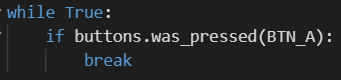 while True:
    if buttons.was_pressed(BTN_A):
        break